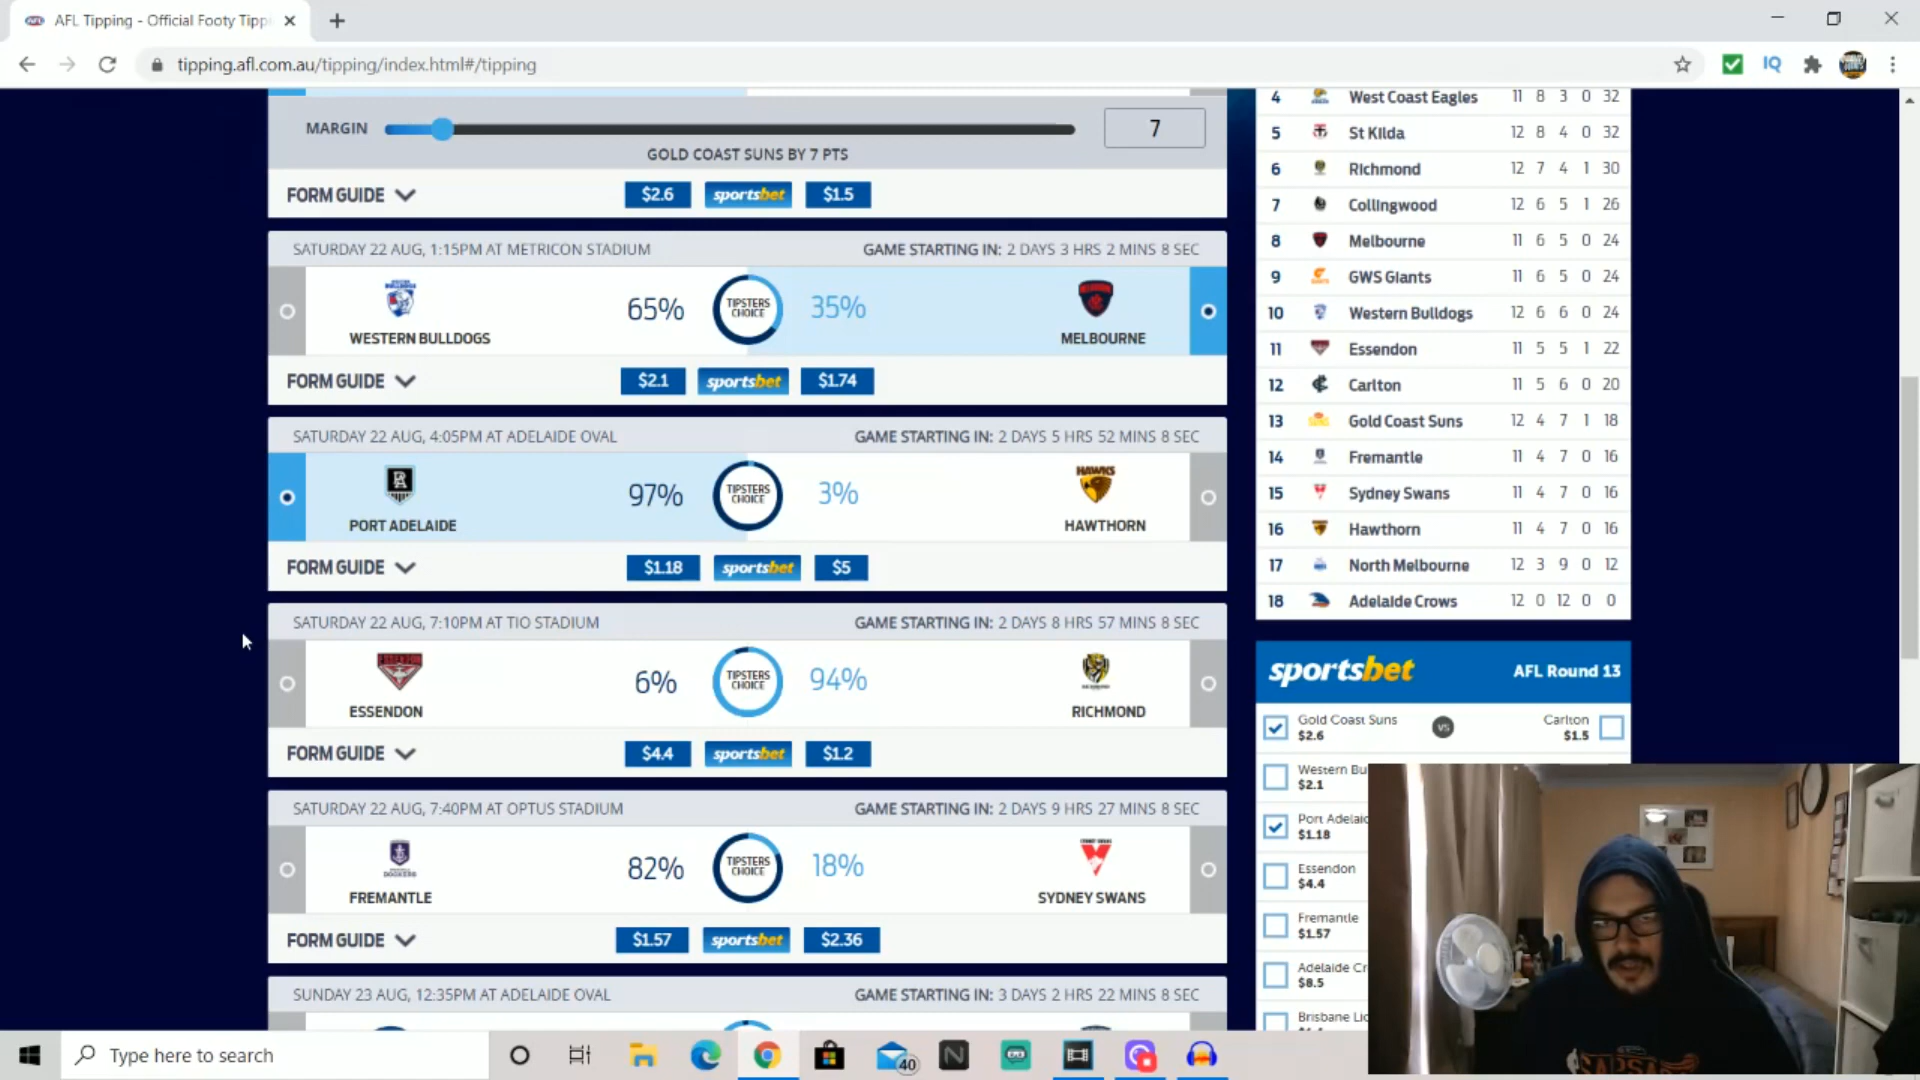 AFL Tipping - Official Footy Tipp
tipping.afl.com.au/tipping/index.html#/tipping
IQ
MARGIN
7
GOLD COAST SUNS BY 7 PTS
FORM GUIDE
$2.6 sportsbet $1.5
SATURDAY 22 AUG, 1:15PM AT METRICON STADIUM
GAME STARTING IN: 2 DAYS 3 HRS 2 MINS 8 SEC
65% TIPSTERS CHOICE 35%
WESTERN BULLDOGS
MELBOURNE
FORM GUIDE
$2.1 sportsbet $1.74
SATURDAY 22 AUG, 4:05PM AT ADELAIDE OVAL
GAME STARTING IN: 2 DAYS 5 HRS 52 MINS 8 SEC
HAWKS
97% TIPSTERS CHOICE 3%
PORT ADELAIDE
HAWTHORN
FORM GUIDE
$1.18 sportsbet $5
SATURDAY 22 AUG, 7:10PM AT TIO STADIUM
GAME STARTING IN: 2 DAYS 8 HRS 57 MINS 8 SEC
6% TIPSTERS CHOICE 94%
ESSENDON
RICHMOND
FORM GUIDE
$4.4 sportsbet $1.2
SATURDAY 22 AUG, 7:40PM AT OPTUS STADIUM
GAME STARTING IN: 2 DAYS 9 HRS 27 MINS 8 SEC
82% TIPSTERS CHOICE 18%
FREMANTLE
SYDNEY SWANS
FORM GUIDE
$1.57 sportsbet $2.36
SUNDAY 23 AUG, 12:35PM AT ADELAIDE OVAL
GAME STARTING IN: 3 DAYS 2 HRS 22 MINS 8 SEC
4 West Coast Eagles 11 8 3 0 32
5 St Kilda 12 8 4 0 32
6 Richmond 12 7 4 1 30
7 Collingwood 12 6 5 1 26
8 Melbourne 11 6 5 0 24
9 GWS Giants 11 6 5 0 24
10 Western Bulldogs 12 6 6 0 24
11 Essendon 11 5 5 1 22
12 Carlton 11 5 6 0 20
13 Gold Coast Suns 12 4 7 1 18
14 Fremantle 11 4 7 0 16
15 Sydney Swans 11 4 7 0 16
16 Hawthorn 11 4 7 0 16
17 North Melbourne 12 3 9 0 12
18 Adelaide Crows 12 0 12 0 0
sportsbet AFL Round 13
Gold Coast Suns VS Carlton
$2.6 $1.5
Western Bu
$2.1
Port Adelaid
$1.18
Essendon
$4.4
Fremantle
$1.57
Adelaide Cr
$8.5
Brisbane Lio
Type here to search
40
N